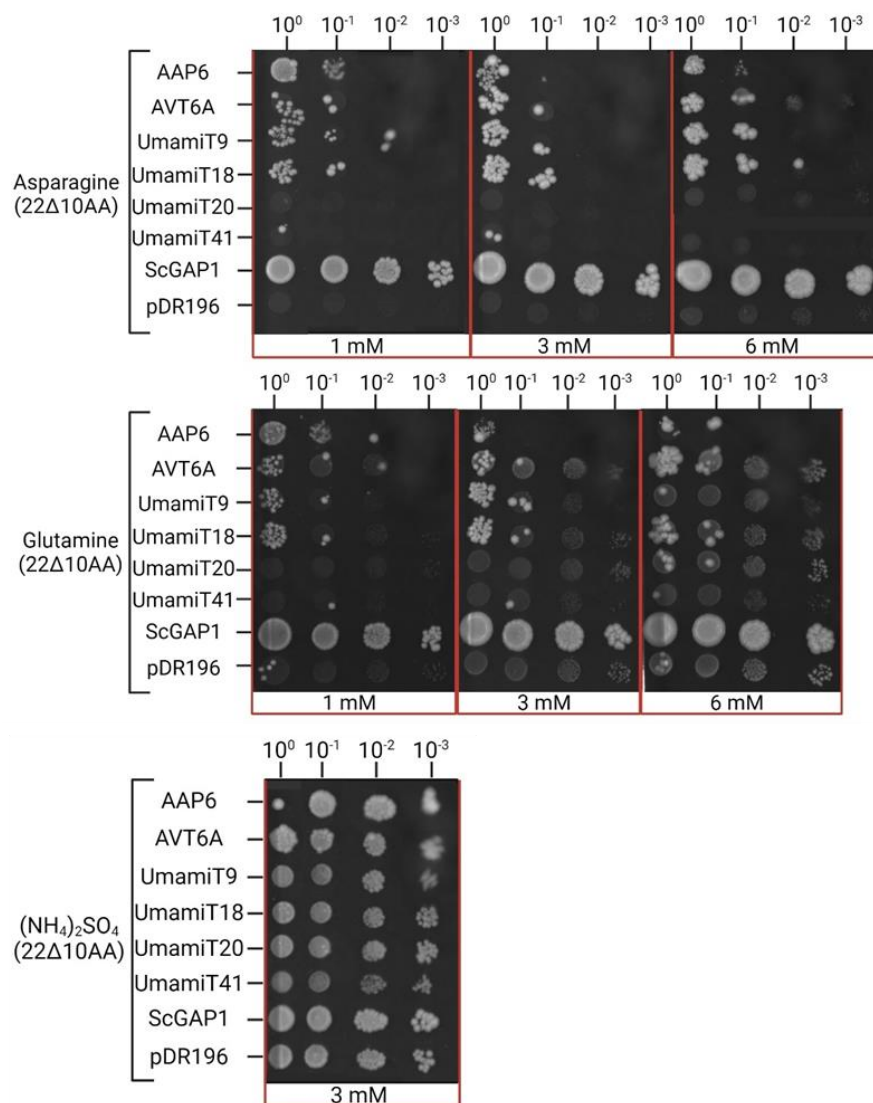 10⁰ 10⁻¹ 10⁻² 10⁻³ 10⁰ 10⁻¹ 10⁻² 10⁻³ 10⁰ 10⁻¹ 10⁻² 10⁻³
AAP6
AVT6A
UmamiT9
Asparagine
(22Δ10AA)
UmamiT18
UmamiT20
UmamiT41
ScGAP1
pDR196
1 mM 3 mM 6 mM
10⁰ 10⁻¹ 10⁻² 10⁻³ 10⁰ 10⁻¹ 10⁻² 10⁻³ 10⁰ 10⁻¹ 10⁻² 10⁻³
AAP6
AVT6A
UmamiT9
Glutamine
(22Δ10AA)
UmamiT18
UmamiT20
UmamiT41
ScGAP1
pDR196
1 mM 3 mM 6 mM
10⁰ 10⁻¹ 10⁻² 10⁻³
AAP6
AVT6A
UmamiT9
UmamiT18
(NH₄)₂SO₄
(22Δ10AA)
UmamiT20
UmamiT41
ScGAP1
pDR196
3 mM